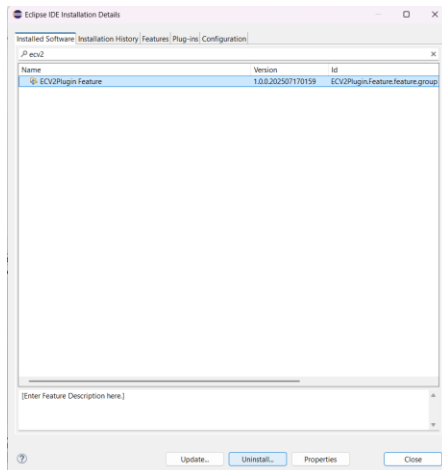 Eclipse IDE Installation Details
Installed Software Installation History Features Plug-ins Configuration
ecv2
Name Version Id
ECV2Plugin Feature 1.0.0.202507170159 ECV2Plugin.Feature.feature.group
[Enter Feature Description here.]
Update... Uninstall... Properties Close